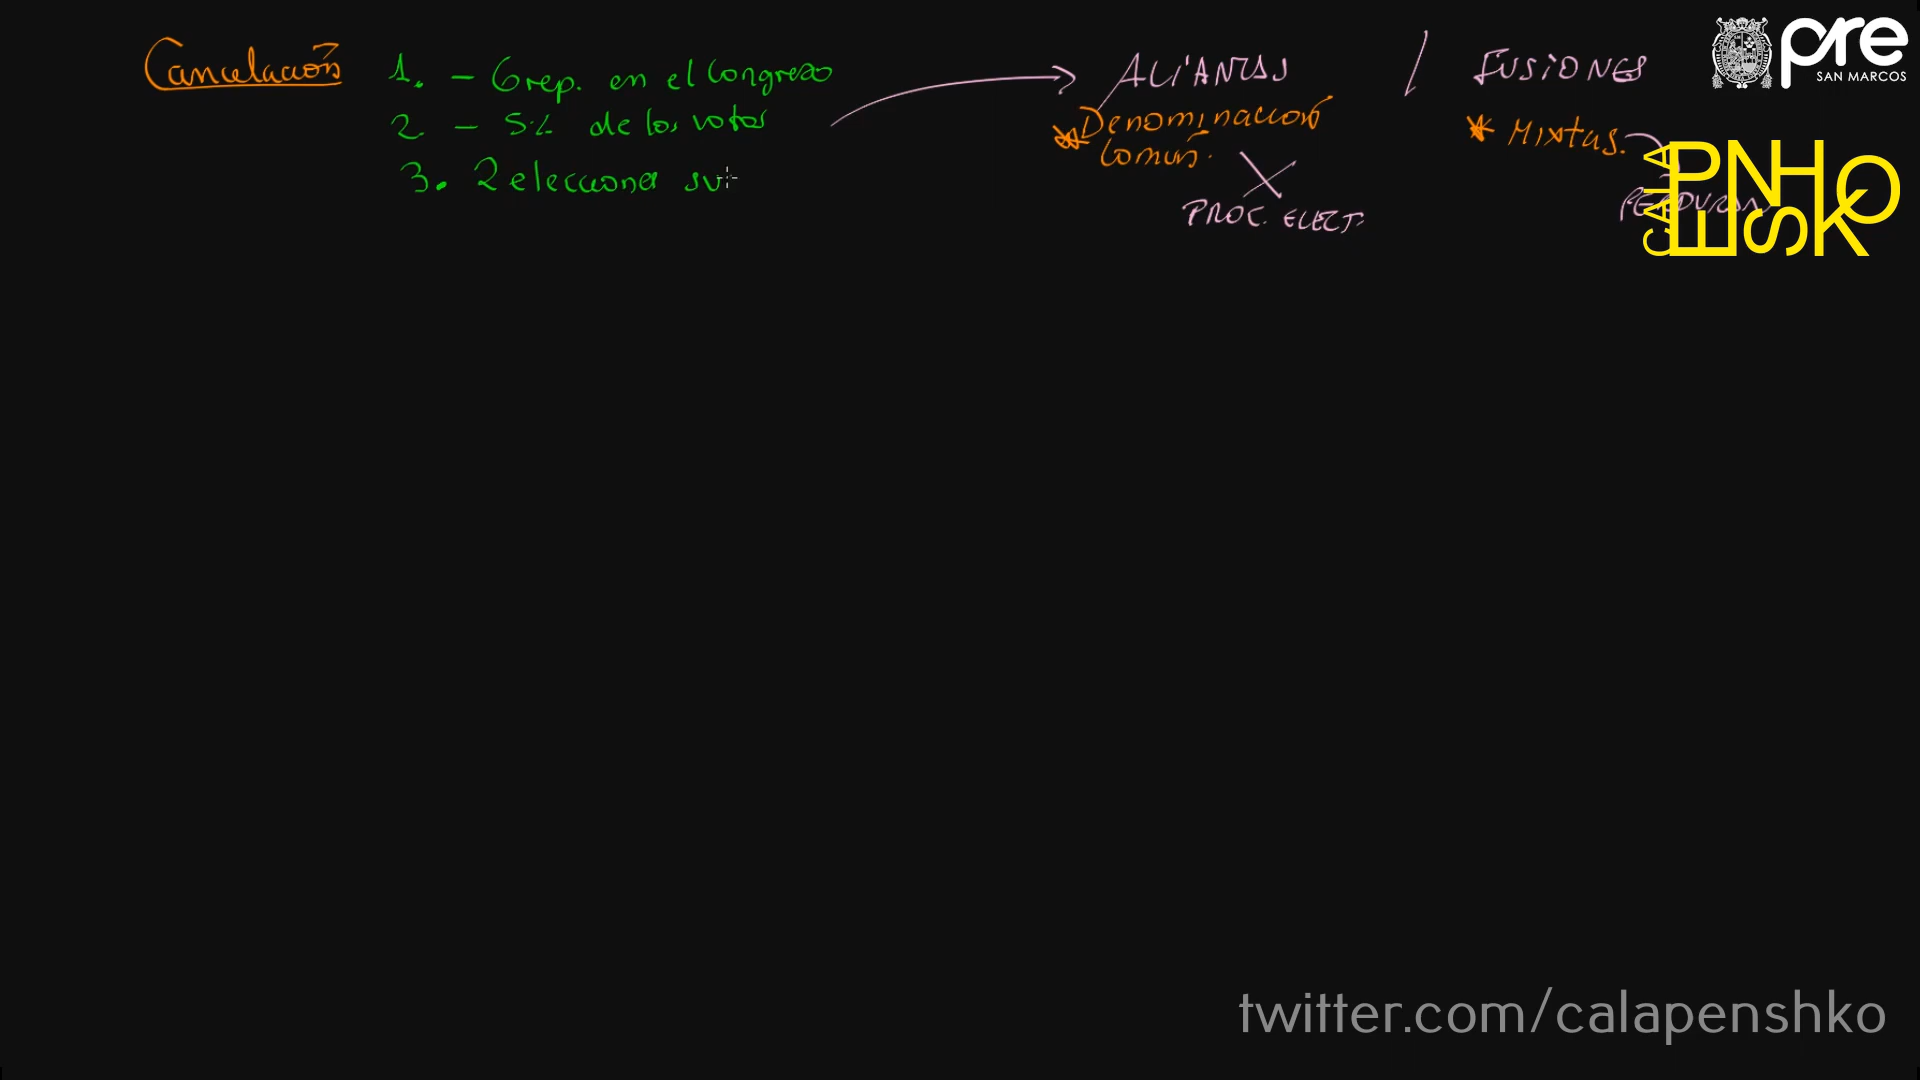 Cancelación
1. - 6 rep. en el Congreso
2 - 5% de los votos
3. 2 elecciones su
ALIANZAS / FUSIONES
* Denominación
Común.
PROC. ELECT.
* Mixtas.
PERDURAN
pre
SAN MARCOS
CALA
PENSHKO
twitter.com/calapenshko